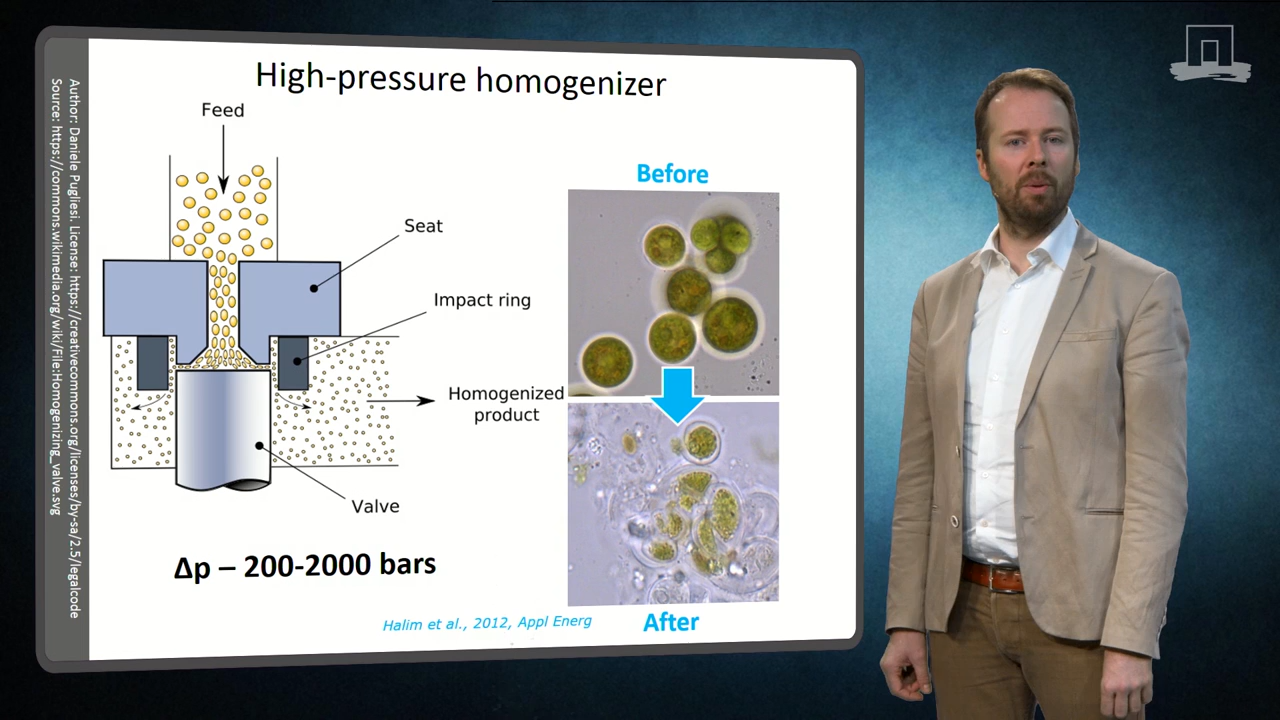 High-pressure homogenizer
Feed
Seat
Impact ring
Homogenized
product
Valve
Δp – 200-2000 bars
Before
After
Halim et al., 2012, Appl Energ
Author: Daniele Pugliesi. License: https://creativecommons.org/licenses/by-sa/2.5/legalcode
Source: https://commons.wikimedia.org/wiki/File:Homogenizing_valve.svg